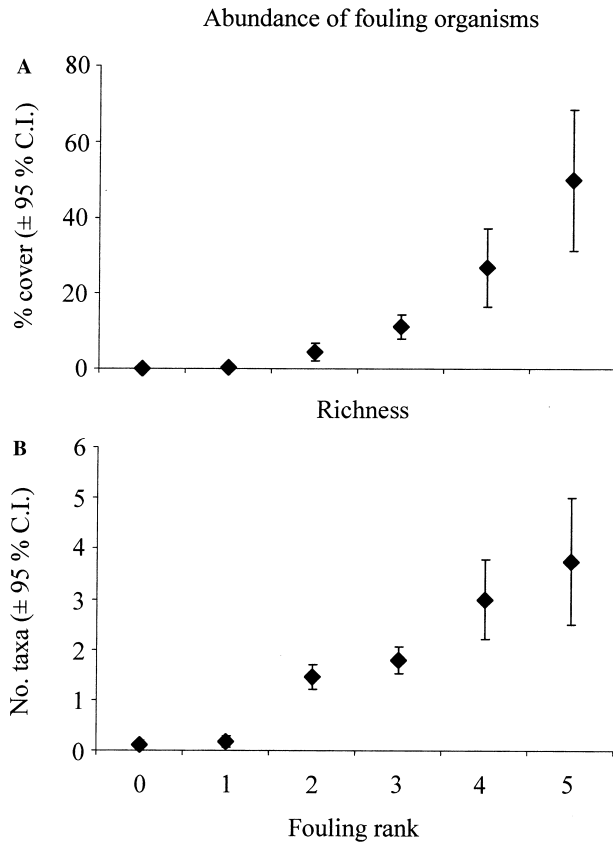 Abundance of fouling organisms
A
% cover (± 95 % C.I.)
80
60
40
20
0
Richness
B
No. taxa (± 95 % C.I.)
6
5
4
3
2
1
0
0 1 2 3 4 5
Fouling rank